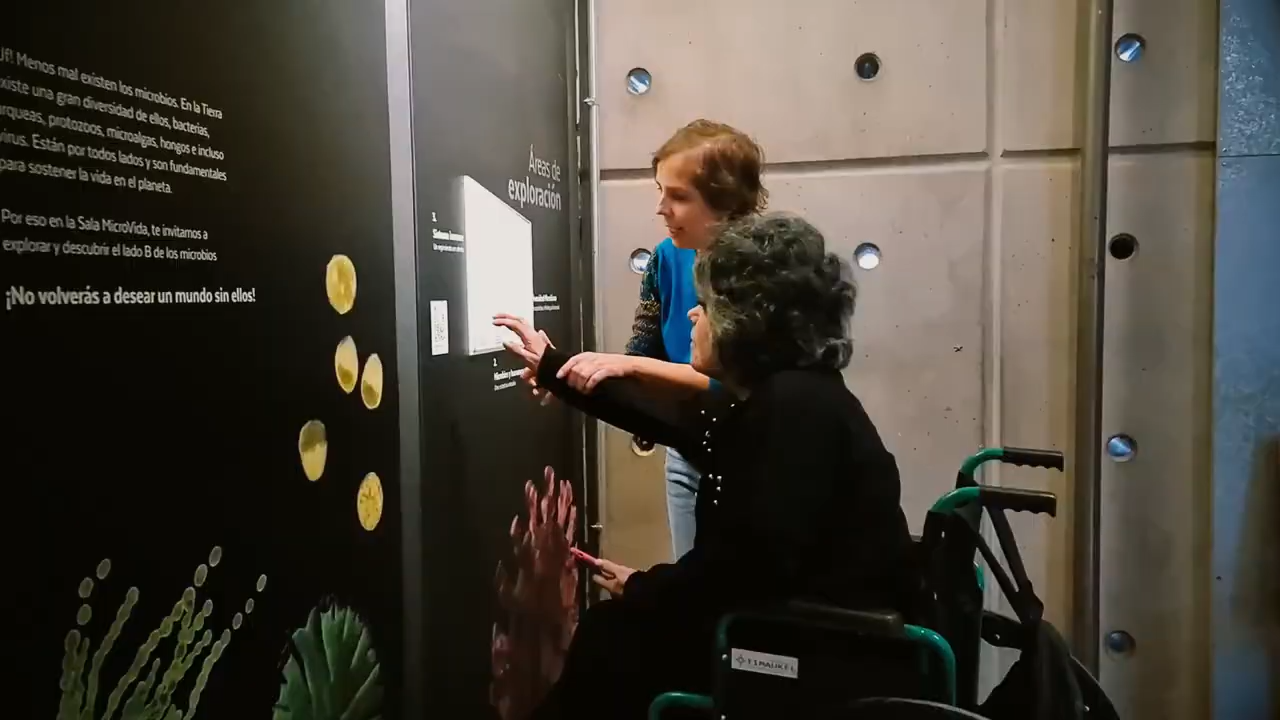 ¡Uf! Menos mal existen los microbios. En la Tierra
existe una gran diversidad de ellos, bacterias,
arqueas, protozoos, microalgas, hongos e incluso
virus. Están por todos lados y son fundamentales
para sostener la vida en el planeta.
Por eso en la Sala MicroVida, te invitamos a
explorar y descubrir el lado B de los microbios
¡No volverás a desear un mundo sin ellos!
Áreas de
exploración
1.
2.